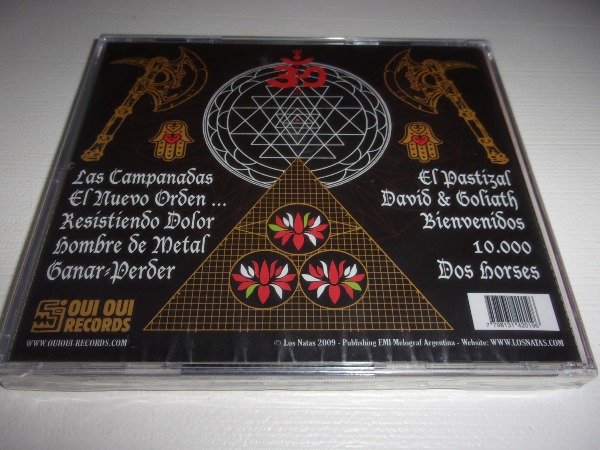 ॐ
Las Campanadas
El Nuevo Orden ...
Resistiendo Dolor
Hombre de Metal
Ganar-Perder
El Pastizal
David & Goliath
Bienvenidos
10.000
Dos Horses
OUI OUI
RECORDS
WWW.OUIOUI-RECORDS.COM
© Los Natas 2009 - Publishing EMI Melograf Argentina - Website: WWW.LOSNATAS.COM